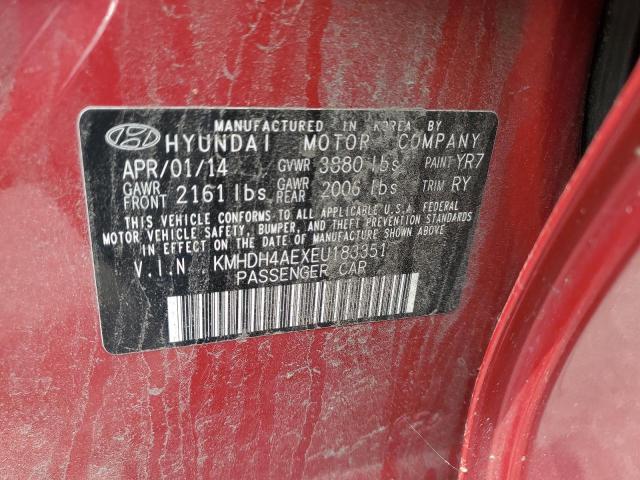 MANUFACTURED IN KOREA BY
HYUNDAI MOTOR COMPANY
APR/01/14 GVWR 3880 lbs PAINT YR7
GAWR FRONT 2161 lbs GAWR REAR 2006 lbs TRIM RY
THIS VEHICLE CONFORMS TO ALL APPLICABLE U.S.A. FEDERAL
MOTOR VEHICLE SAFETY, BUMPER, AND THEFT PREVENTION STANDARDS
IN EFFECT ON THE DATE OF MANUFACTURE SHOWN ABOVE.
V.I.N KMHDH4AEXEU183351
PASSENGER CAR